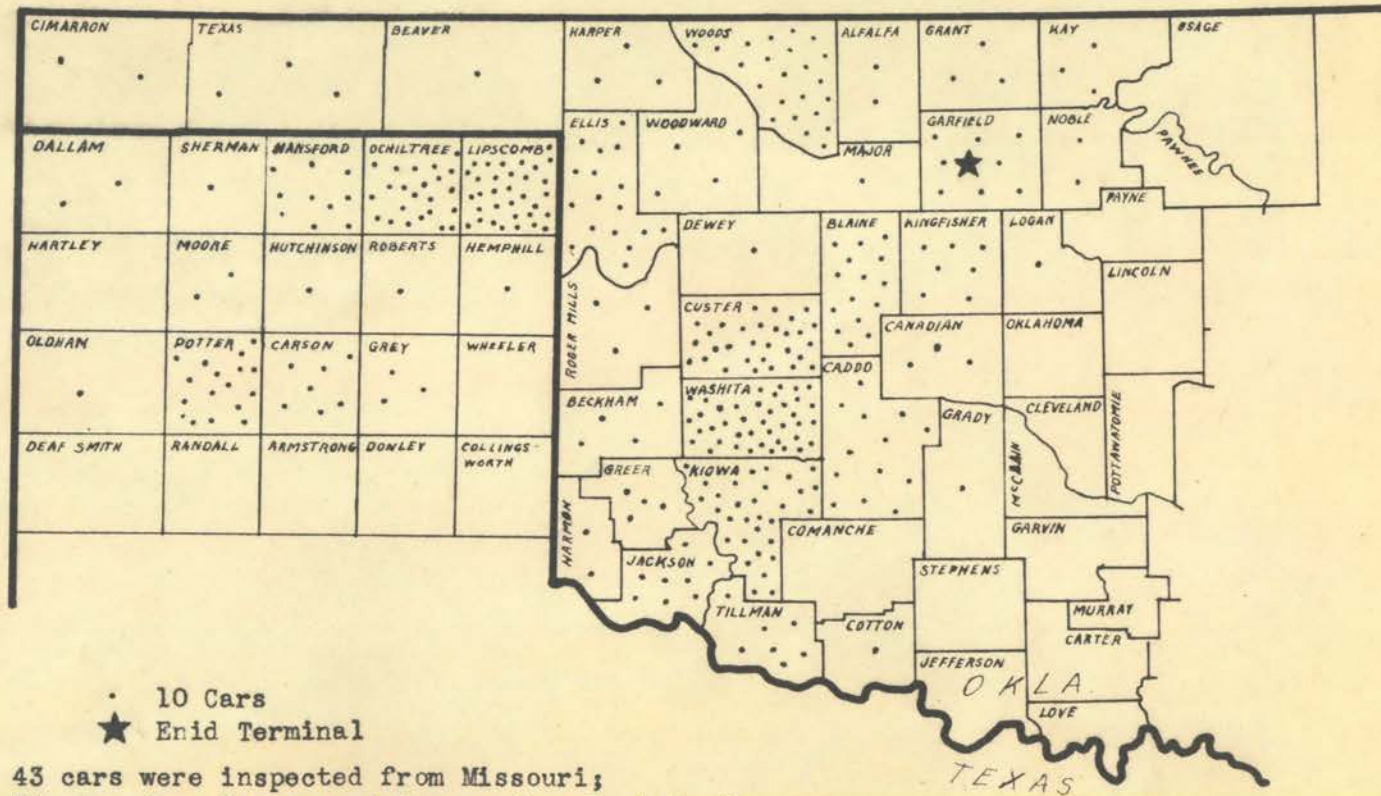 CIMARRON TEXAS BEAVER HARPER WOODS ALFALFA GRANT KAY OSAGE
ELLIS WOODWARD MAJOR GARFIELD NOBLE PAWNEE
DALLAM SHERMAN HANSFORD OCHILTREE LIPSCOMB
PAYNE
DEWEY BLAINE KINGFISHER LOGAN
HARTLEY MOORE HUTCHINSON ROBERTS HEMPHILL
LINCOLN
ROGER MILLS CUSTER CANADIAN OKLAHOMA
OLDHAM POTTER CARSON GREY WHEELER
CADDO
BECKHAM WASHITA GRADY CLEVELAND POTTAWATOMIE
DEAF SMITH RANDALL ARMSTRONG DONLEY COLLINGS-
WORTH
GREER KIOWA McCLAIN
HARMON COMANCHE GARVIN
JACKSON STEPHENS
TILLMAN COTTON MURRAY
CARTER
JEFFERSON
OKLA.
LOVE
10 Cars
Enid Terminal
TEXAS
43 cars were inspected from Missouri;